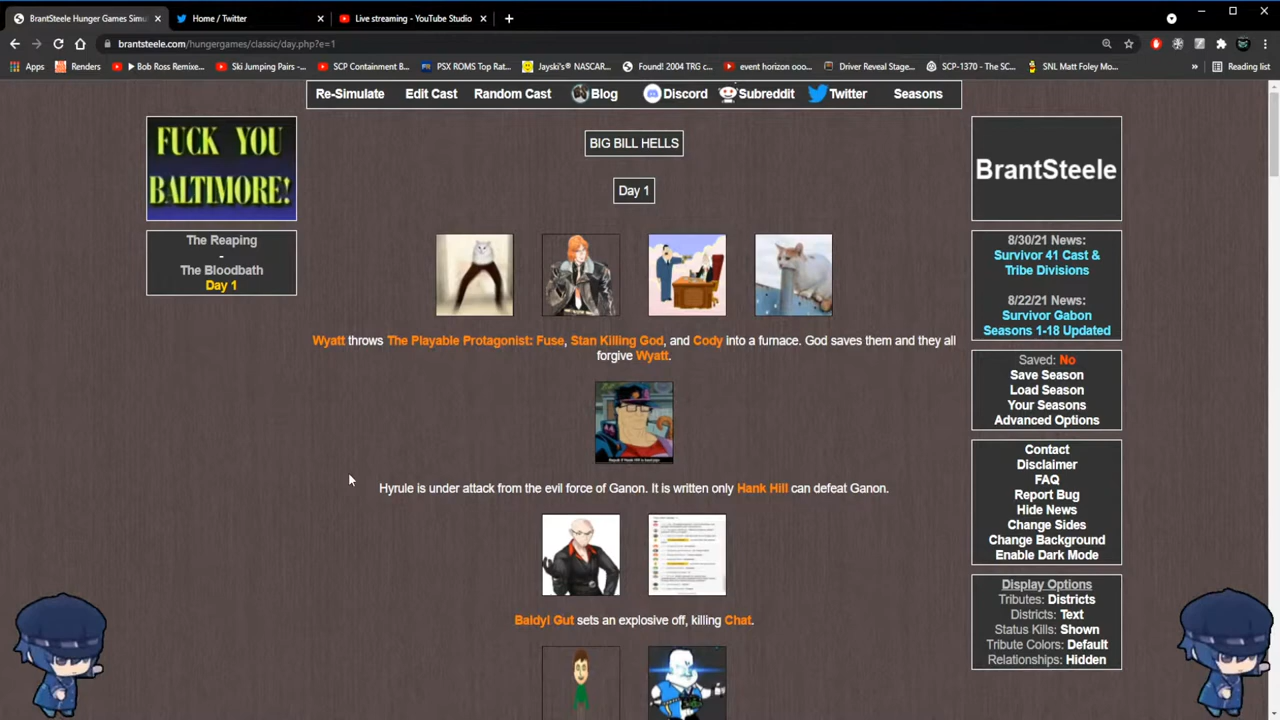 BrantSteele Hunger Games Simu
Home / Twitter
Live streaming - YouTube Studio
brantsteele.com/hungergames/classic/day.php?e=1
Apps
Renders
Bob Ross Remixe...
Ski Jumping Pairs -...
SCP Containment B...
PSX ROMS Top Rat...
Jayski's® NASCAR...
Found! 2004 TRG c...
event horizon ooo...
Driver Reveal Stage...
SCP-1370 - The SC...
SNL Matt Foley Mo...
»
Reading list
Re-Simulate
Edit Cast
Random Cast
Blog
Discord
Subreddit
Twitter
Seasons
FUCK YOU
BALTIMORE!
The Reaping
-
The Bloodbath
Day 1
BIG BILL HELLS
Day 1
Wyatt throws The Playable Protagonist: Fuse, Stan Killing God, and Cody into a furnace. God saves them and they all
forgive Wyatt.
Hyrule is under attack from the evil force of Ganon. It is written only Hank Hill can defeat Ganon.
Baldyl Gut sets an explosive off, killing Chat.
BrantSteele
8/30/21 News:
Survivor 41 Cast &
Tribe Divisions
8/22/21 News:
Survivor Gabon
Seasons 1-18 Updated
Saved: No
Save Season
Load Season
Your Seasons
Advanced Options
Contact
Disclaimer
FAQ
Report Bug
Hide News
Change Sides
Change Background
Enable Dark Mode
Display Options
Tributes: Districts
Districts: Text
Status Kills: Shown
Tribute Colors: Default
Relationships: Hidden